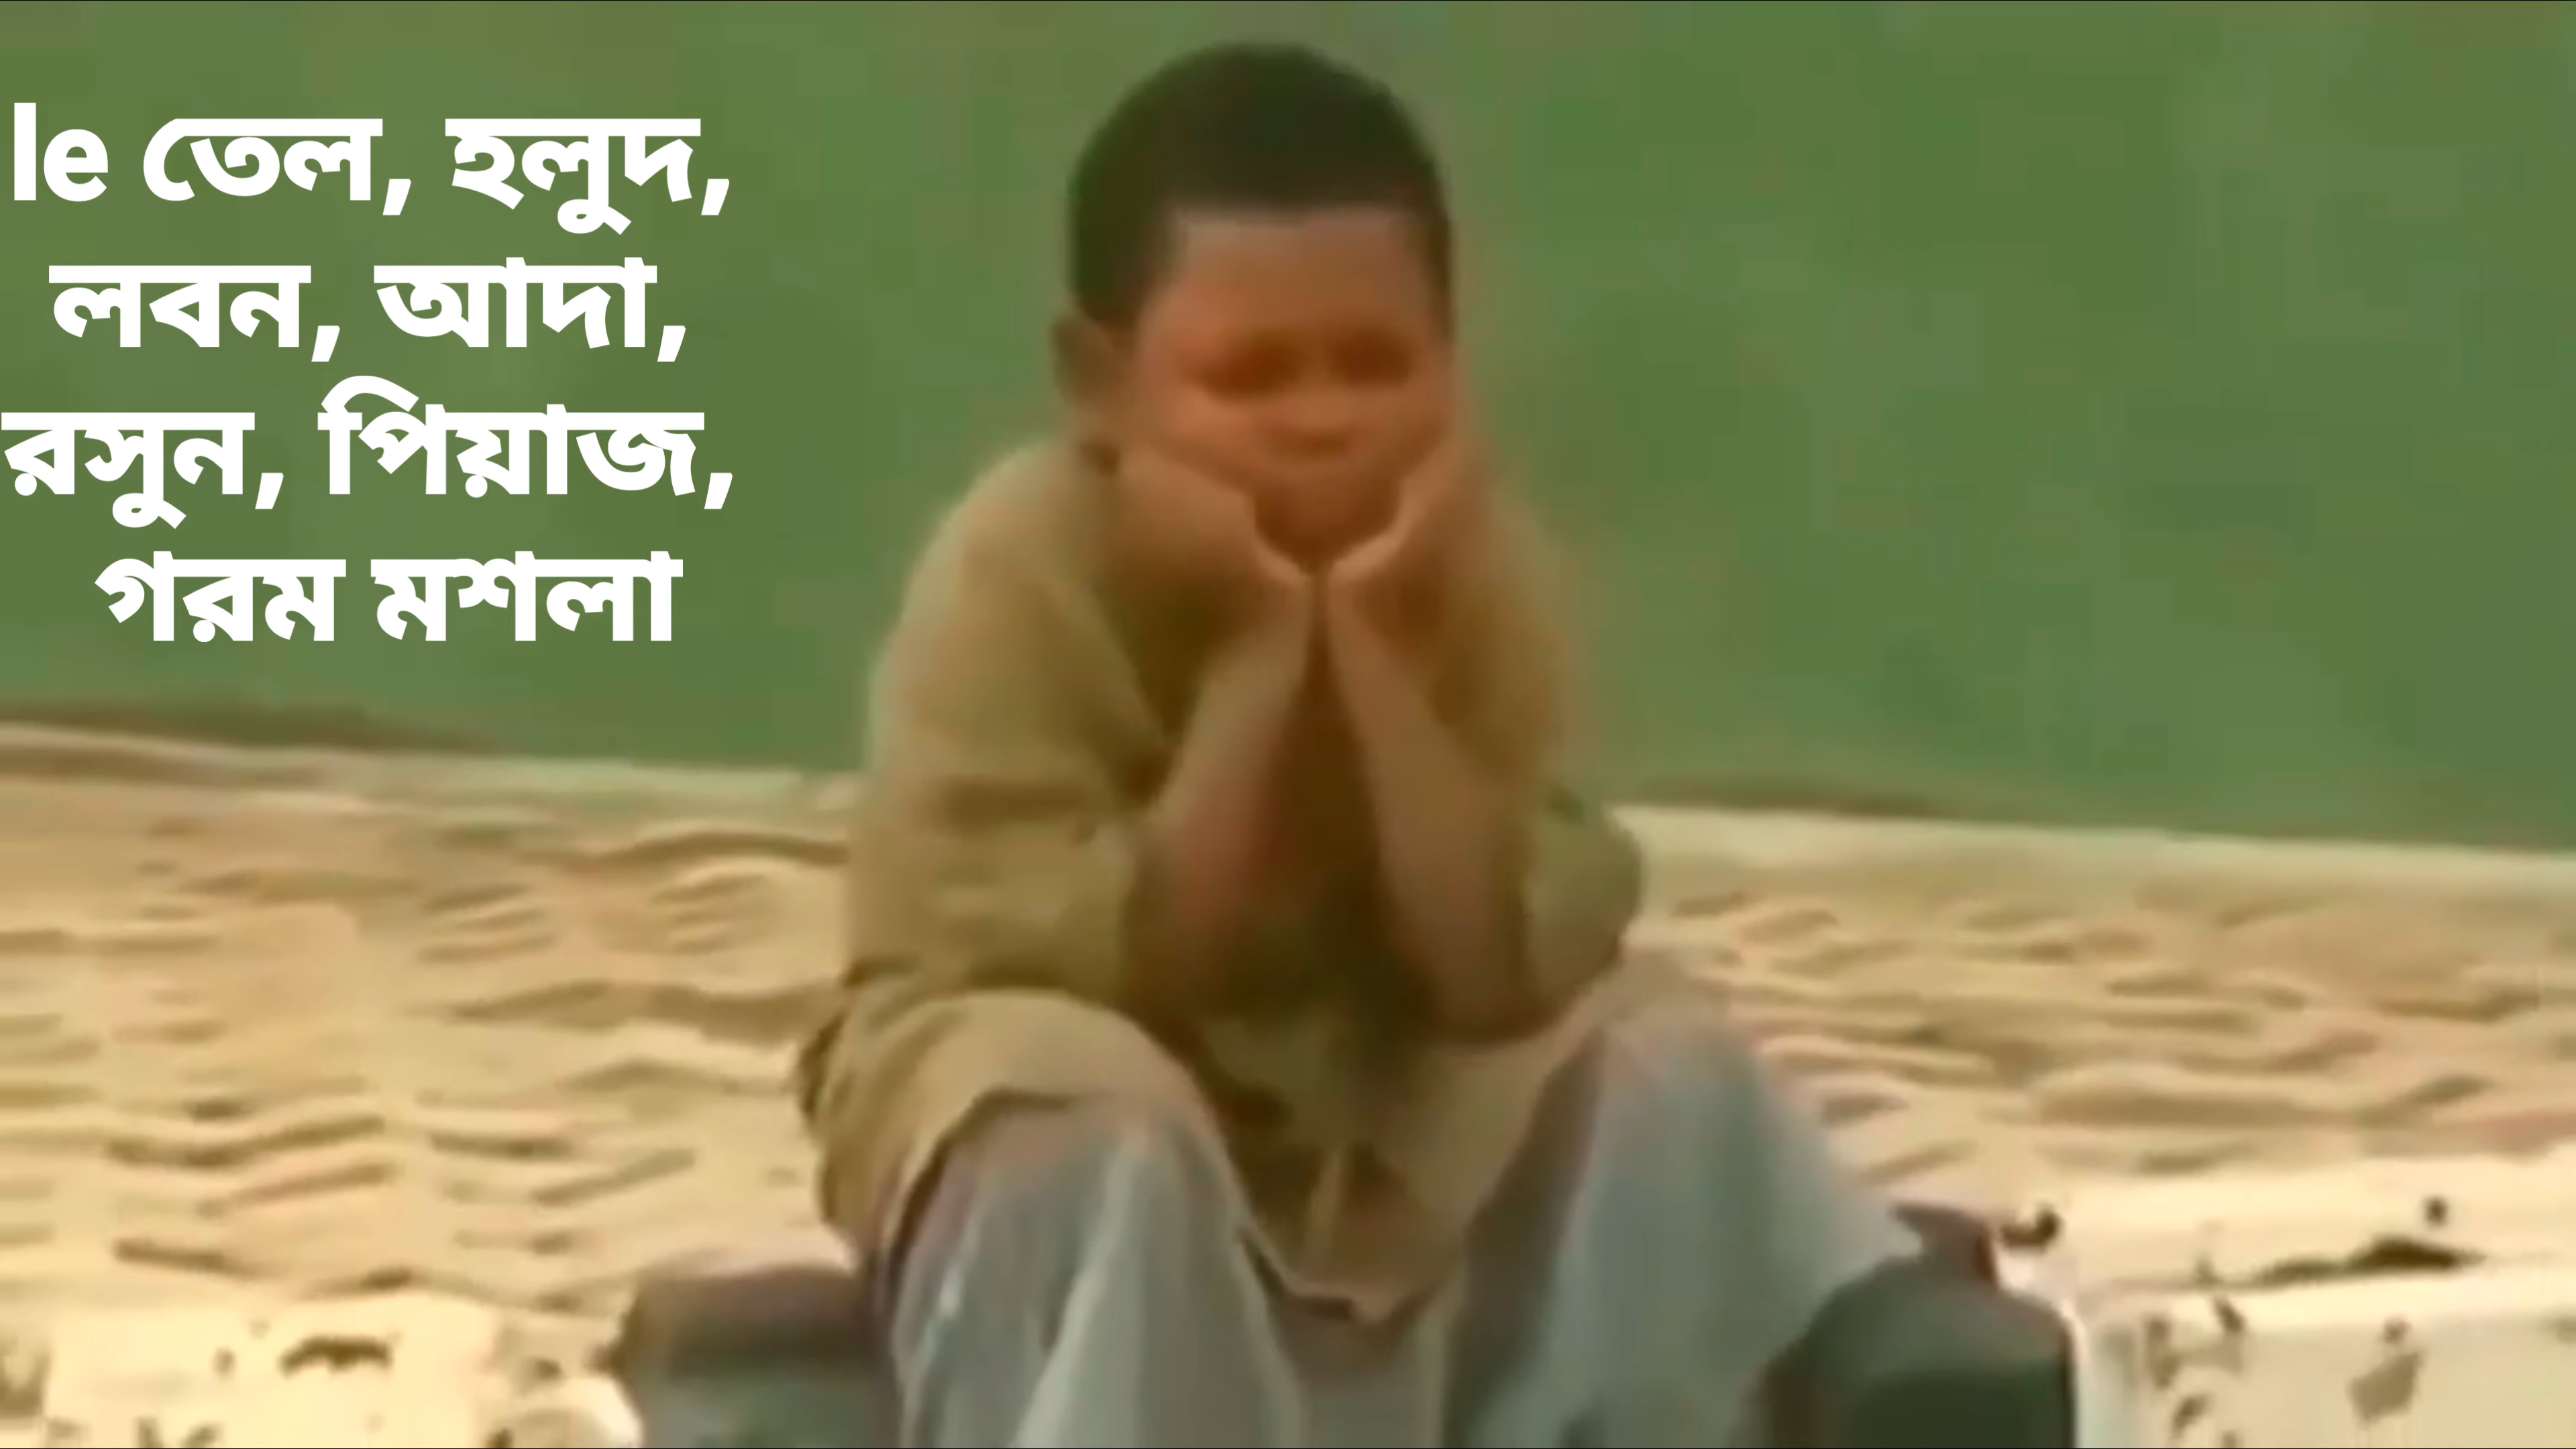 le তেল, হলুদ,
লবন, আদা,
রসুন, পিয়াজ,
গরম মশলা